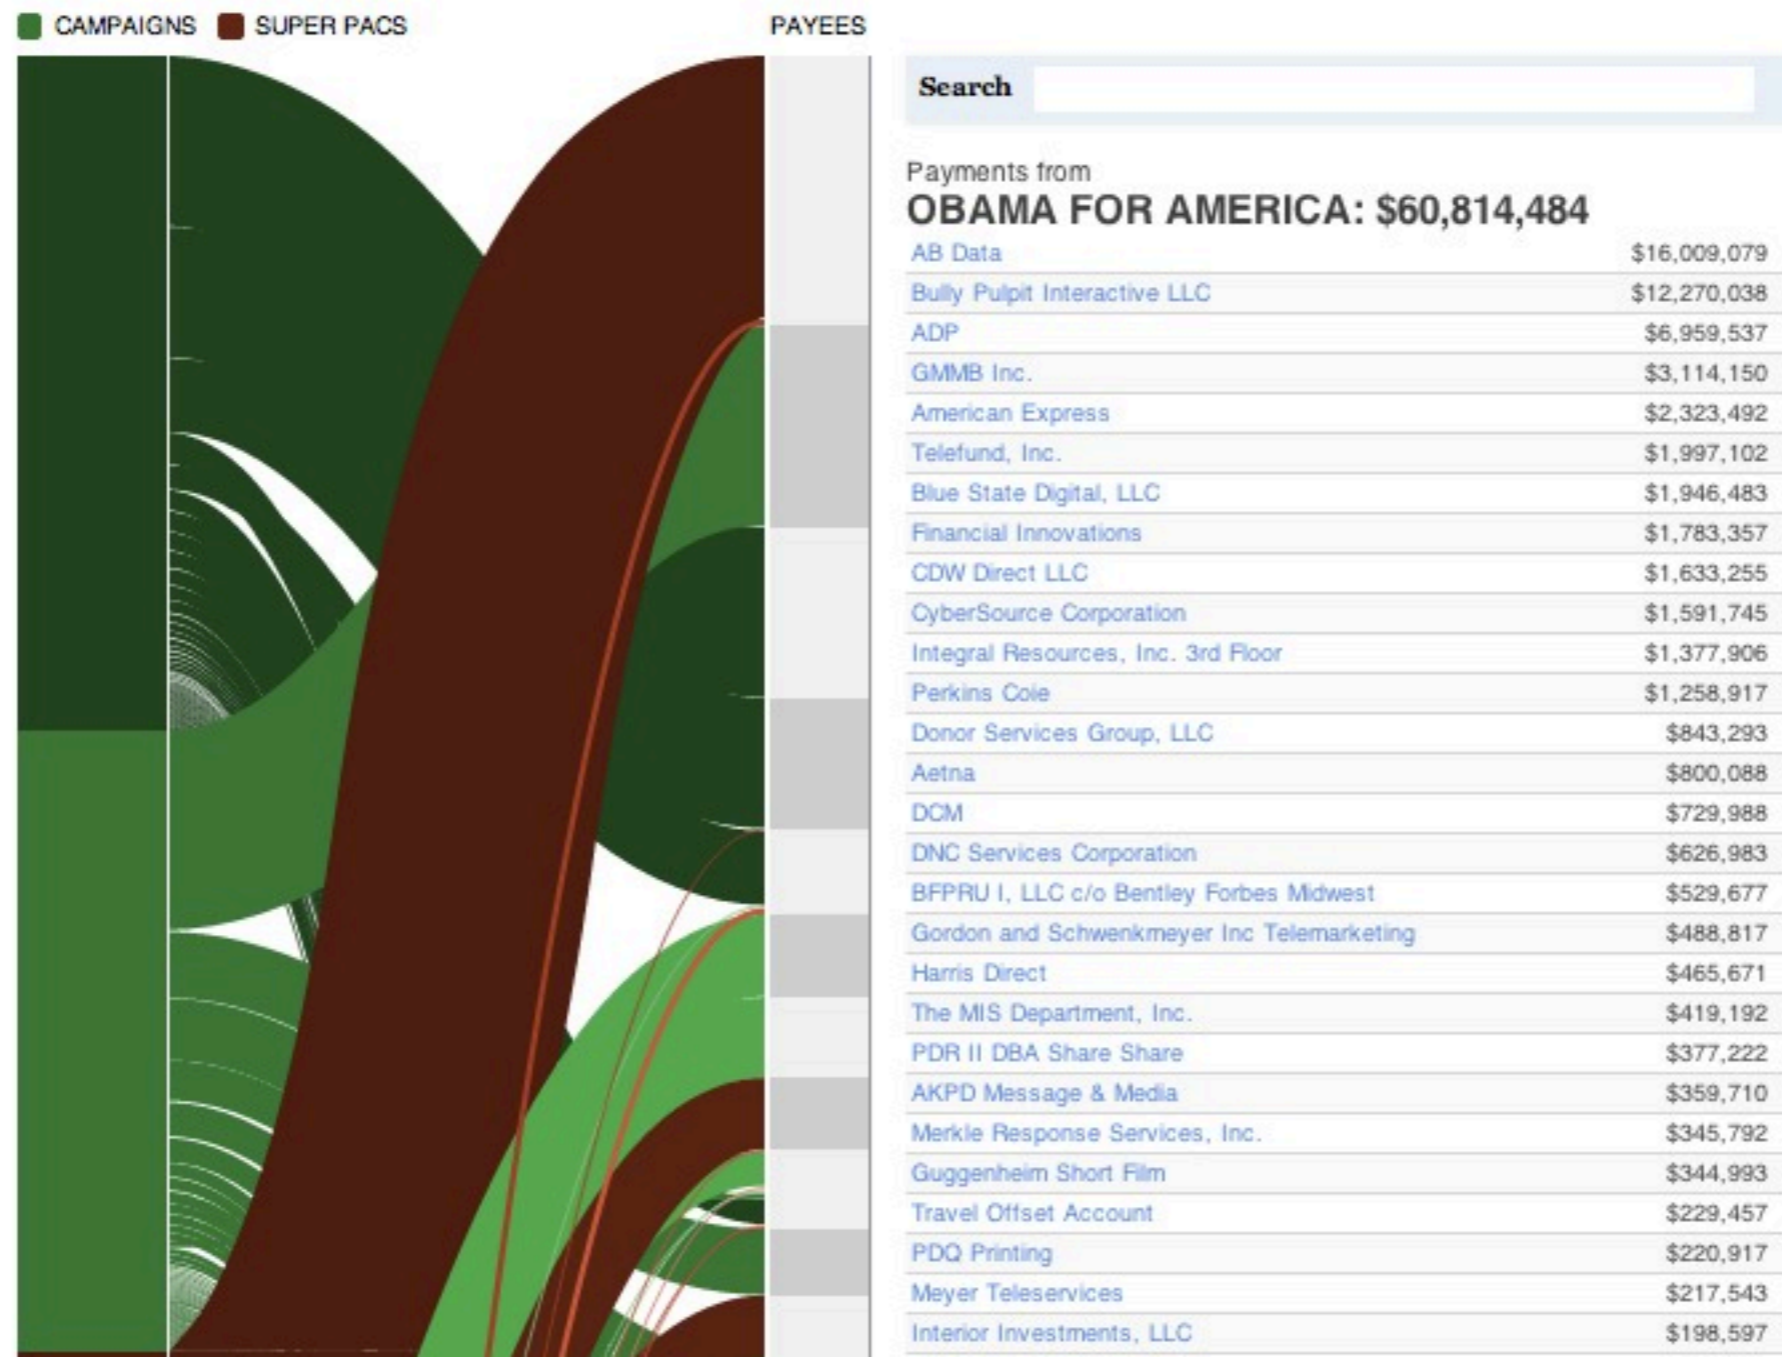 CAMPAIGNS SUPER PACS PAYEES
Search
Payments from
OBAMA FOR AMERICA: $60,814,484
AB Data $16,009,079
Bully Pulpit Interactive LLC $12,270,038
ADP $6,959,537
GMMB Inc. $3,114,150
American Express $2,323,492
Telefund, Inc. $1,997,102
Blue State Digital, LLC $1,946,483
Financial Innovations $1,783,357
CDW Direct LLC $1,633,255
CyberSource Corporation $1,591,745
Integral Resources, Inc. 3rd Floor $1,377,906
Perkins Coie $1,258,917
Donor Services Group, LLC $843,293
Aetna $800,088
DCM $729,988
DNC Services Corporation $626,983
BFPRU I, LLC c/o Bentley Forbes Midwest $529,677
Gordon and Schwenkmeyer Inc Telemarketing $488,817
Harris Direct $465,671
The MIS Department, Inc. $419,192
PDR II DBA Share Share $377,222
AKPD Message & Media $359,710
Merkle Response Services, Inc. $345,792
Guggenheim Short Film $344,993
Travel Offset Account $229,457
PDQ Printing $220,917
Meyer Teleservices $217,543
Interior Investments, LLC $198,597